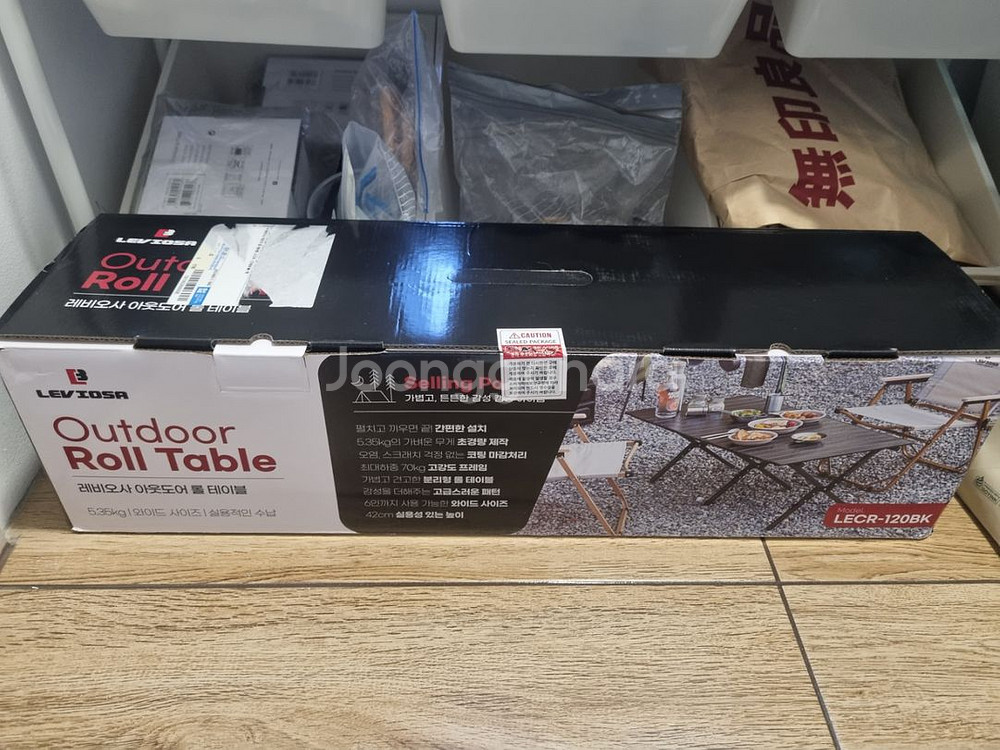 無印良品
LEVIOSA
Outd
Roll
레비오사 아웃도어 롤 테이블
CAUTION
SEALED PACKAGE
LEVIOSA
Outdoor
Roll Table
레비오사 아웃도어 롤 테이블
5.35kg | 와이드 사이즈 | 실용적인 수납
Selling Po
가볍고, 튼튼한 감성
펼치고 끼우면 끝! 간편한 설치
5.35kg의 가벼운 무게 초경량 제작
오염, 스크래치 걱정 없는 코팅 마감처리
최대하중 70kg 고강도 프레임
가볍고 견고한 분리형 롤 테이블
감성을 더해주는 고급스러운 패턴
6인까지 사용 가능한 와이드 사이즈
42cm 실용성 있는 높이
Model.
LECR-120BK
Joongna